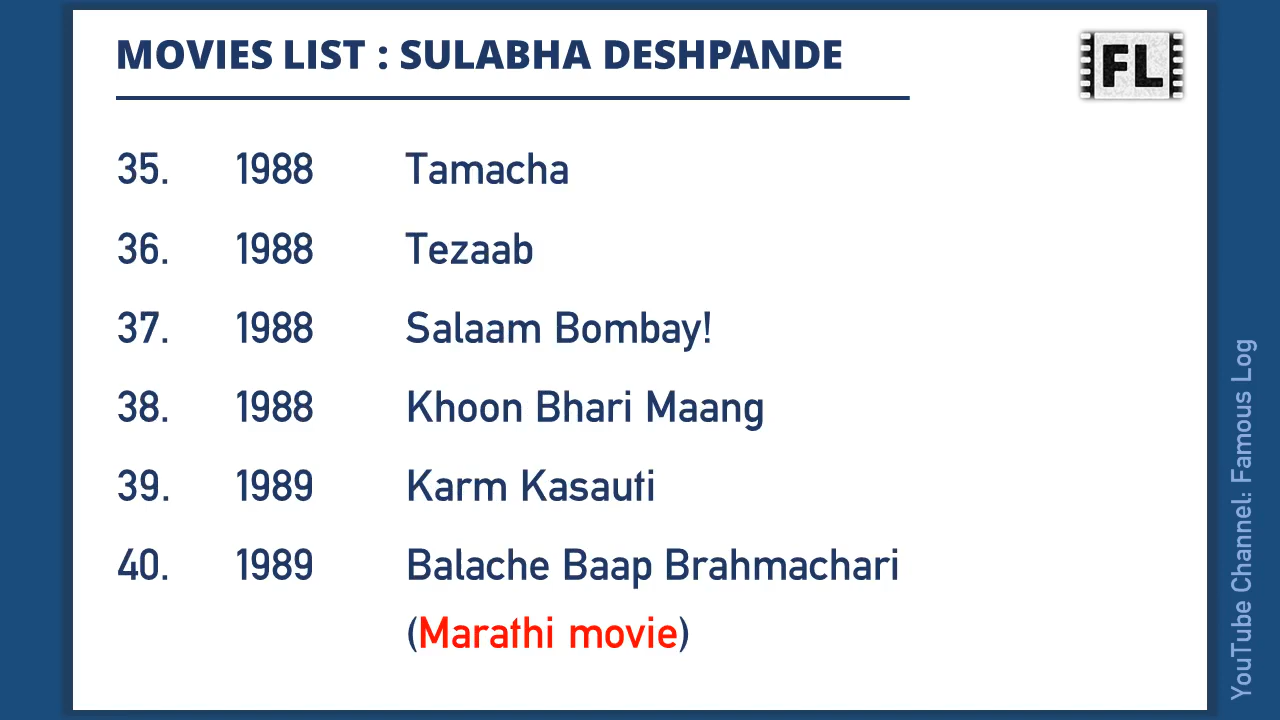 MOVIES LIST : SULABHA DESHPANDE
FL
35. 1988 Tamacha
36. 1988 Tezaab
37. 1988 Salaam Bombay!
38. 1988 Khoon Bhari Maang
39. 1989 Karm Kasauti
40. 1989 Balache Baap Brahmachari
(Marathi movie)
YouTube Channel: Famous Log